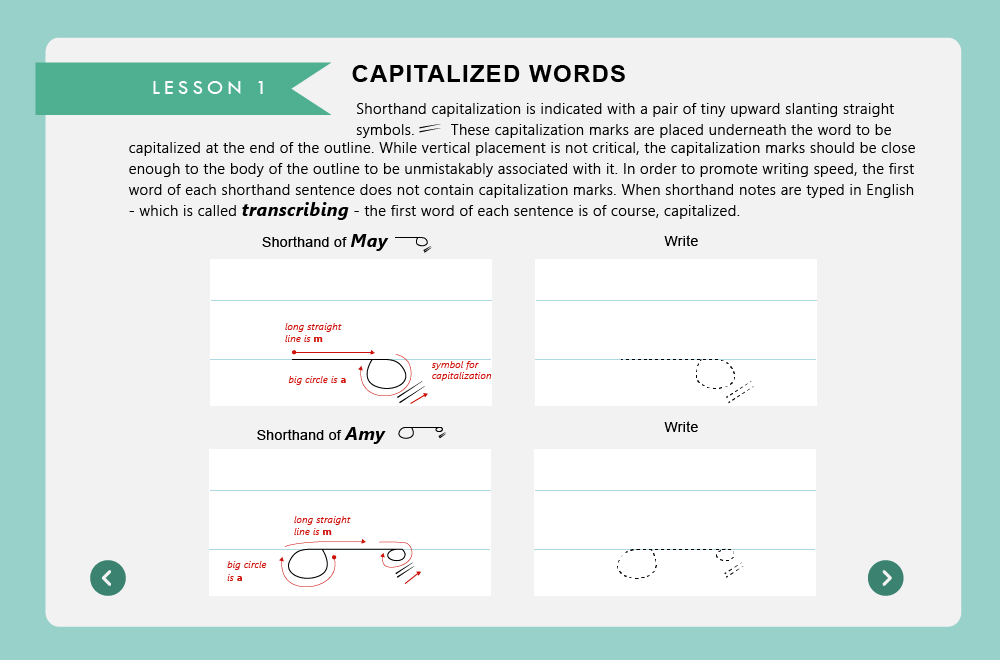 LESSON 1
CAPITALIZED WORDS
Shorthand capitalization is indicated with a pair of tiny upward slanting straight
symbols. These capitalization marks are placed underneath the word to be
capitalized at the end of the outline. While vertical placement is not critical, the capitalization marks should be close
enough to the body of the outline to be unmistakably associated with it. In order to promote writing speed, the first
word of each shorthand sentence does not contain capitalization marks. When shorthand notes are typed in English
- which is called transcribing - the first word of each sentence is of course, capitalized.
Shorthand of May
Write
long straight
line is m
big circle is a
symbol for
capitalization
Shorthand of Amy
Write
long straight
line is m
big circle
is a